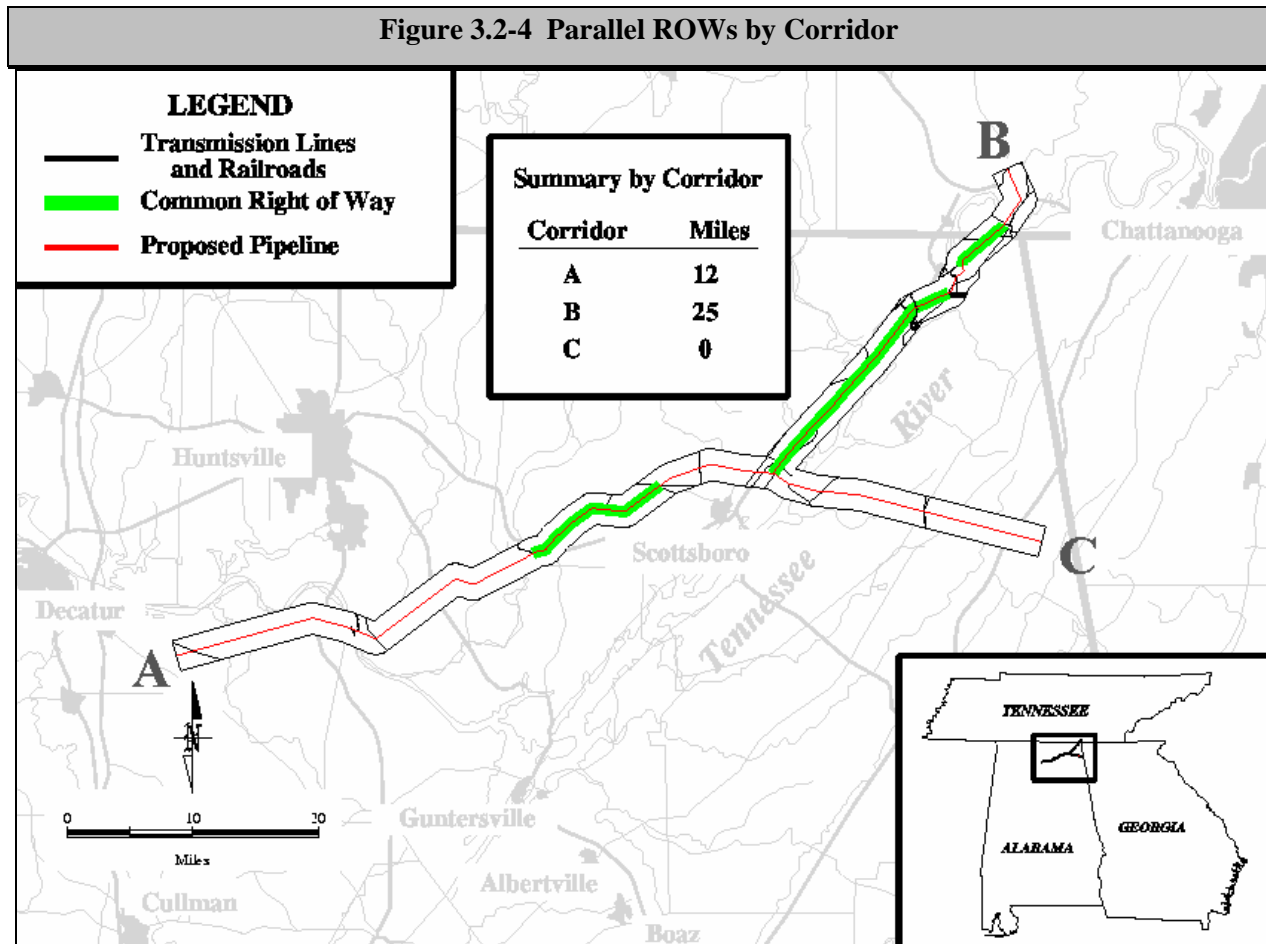 Figure 3.2-4 Parallel ROWs by Corridor
LEGEND
Transmission Lines
and Railroads
Common Right of Way
Proposed Pipeline
Summary by Corridor
Corridor Miles
A 12
B 25
C 0
B
Chattanooga
River
Huntsville
Scottsboro
C
Tennessee
Decatur
A
N
0 10 20
Miles
Guntersville
Albertville
Cullman
Boaz
TENNESSEE
GEORGIA
ALABAMA